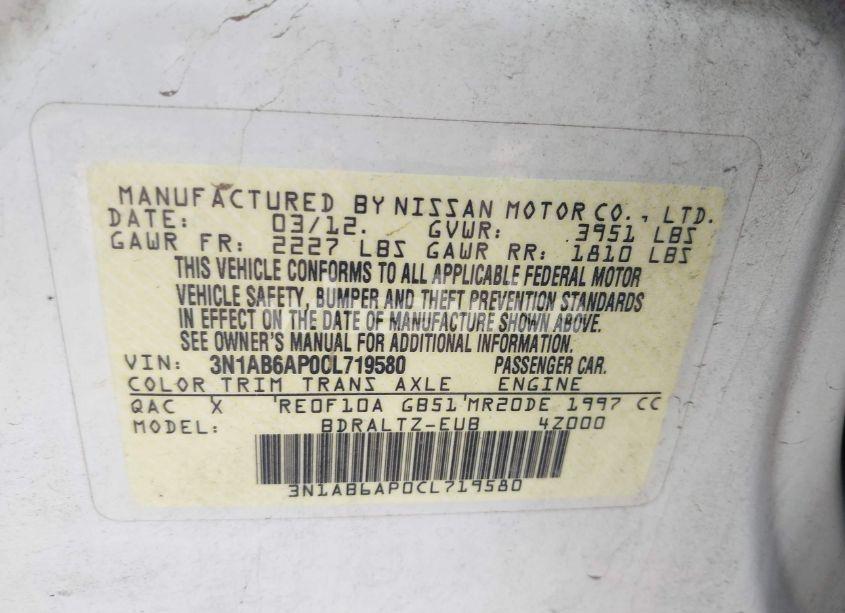 MANUFACTURED BY NISSAN MOTOR CO., LTD.
DATE: 03/12. GVWR: 3951 LBS
GAWR FR: 2227 LBS GAWR RR: 1810 LBS
THIS VEHICLE CONFORMS TO ALL APPLICABLE FEDERAL MOTOR
VEHICLE SAFETY, BUMPER AND THEFT PREVENTION STANDARDS
IN EFFECT ON THE DATE OF MANUFACTURE SHOWN ABOVE.
SEE OWNER'S MANUAL FOR ADDITIONAL INFORMATION.
VIN: 3N1AB6AP0CL719580 PASSENGER CAR.
COLOR TRIM TRANS AXLE ENGINE
QAC X 'RE0F10A GB51'MR20DE 1997 CC
MODEL: BDRALTZ-EUB 4Z000
3N1AB6AP0CL719580